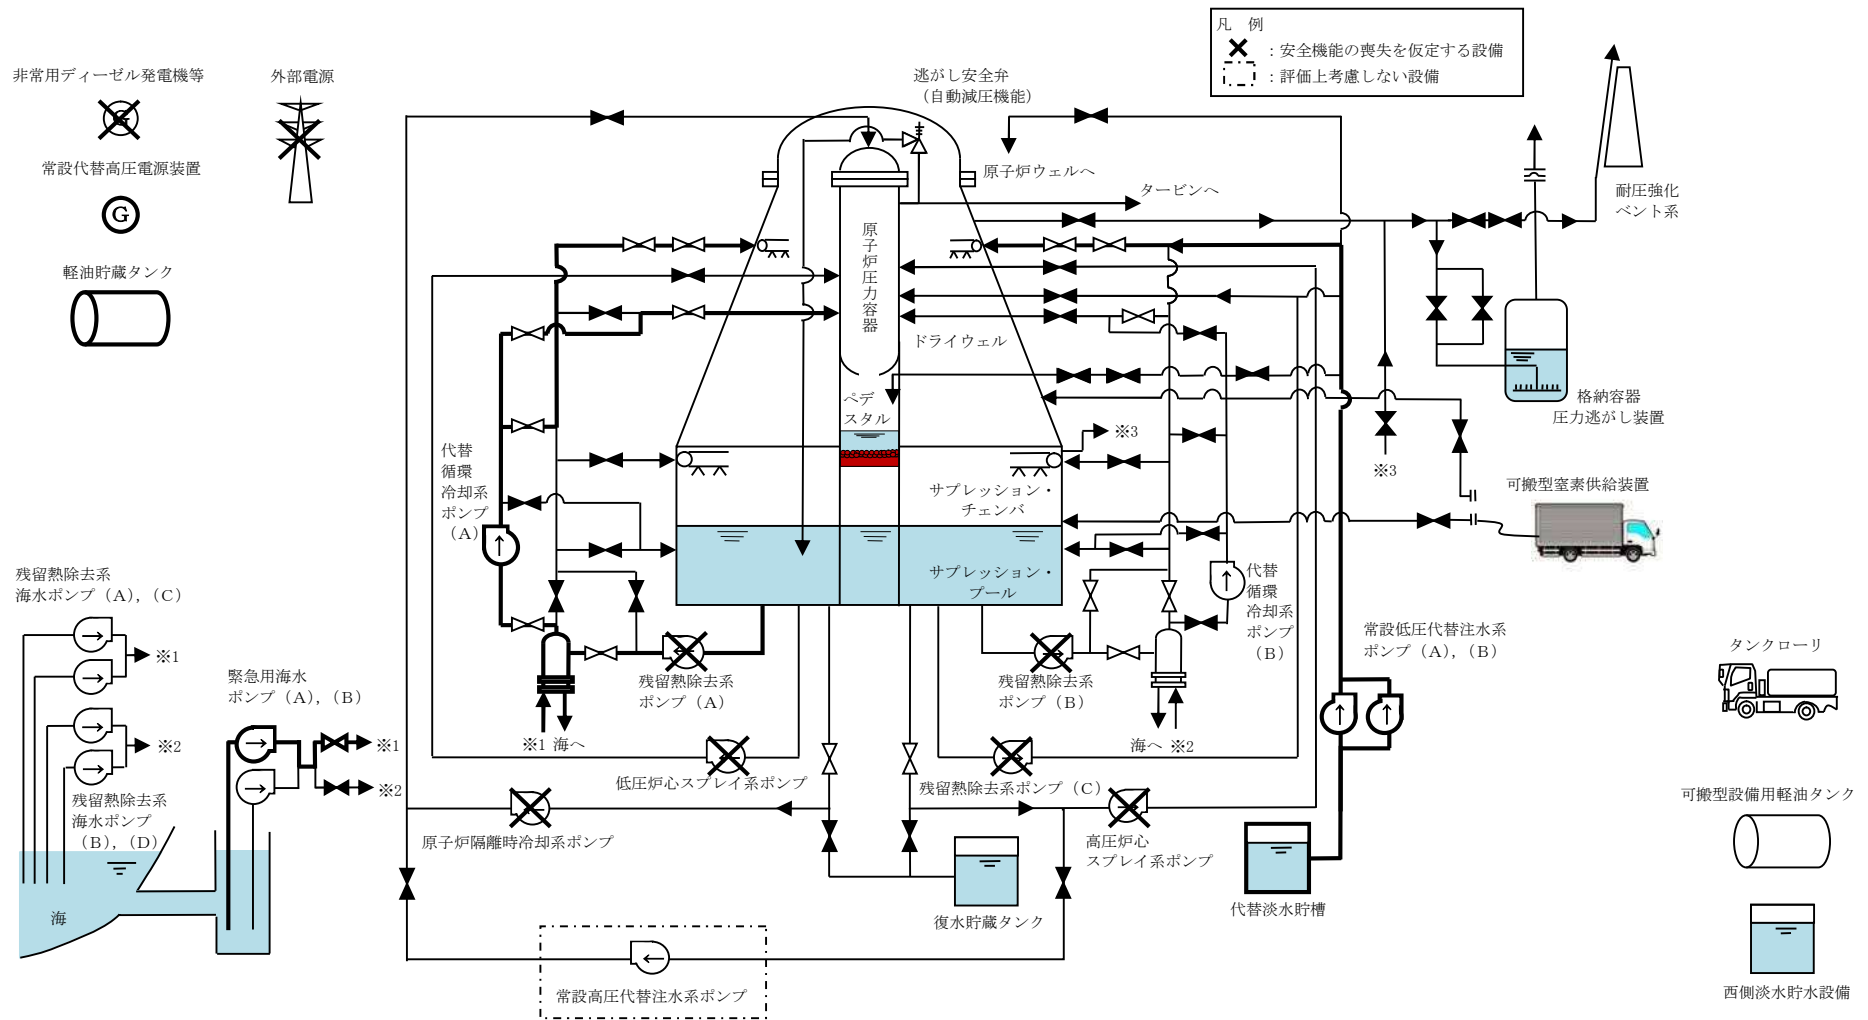 凡　例
：安全機能の喪失を仮定する設備
：評価上考慮しない設備
非常用ディーゼル発電機等
外部電源
G
常設代替高圧電源装置
G
軽油貯蔵タンク
逃がし安全弁
（自動減圧機能）
原子炉ウェルへ
タービンへ
耐圧強化
ベント系
原子炉圧力容器
ドライウェル
ペデ
スタル
格納容器
圧力逃がし装置
※3
※3
代替
循環
冷却系
ポンプ
（A）
サプレッション・
チェンバ
サプレッション・
プール
可搬型窒素供給装置
残留熱除去系
海水ポンプ（A），（C）
※1
※2
残留熱除去系
海水ポンプ
（B），（D）
海
緊急用海水
ポンプ（A），（B）
※1
※2
残留熱除去系
ポンプ（A）
※1 海へ
残留熱除去系
ポンプ（B）
海へ ※2
代替
循環
冷却系
ポンプ
（B）
常設低圧代替注水系
ポンプ（A），（B）
タンクローリ
低圧炉心スプレイ系ポンプ
残留熱除去系ポンプ（C）
可搬型設備用軽油タンク
原子炉隔離時冷却系ポンプ
高圧炉心
スプレイ系ポンプ
復水貯蔵タンク
代替淡水貯槽
常設高圧代替注水系ポンプ
西側淡水貯水設備